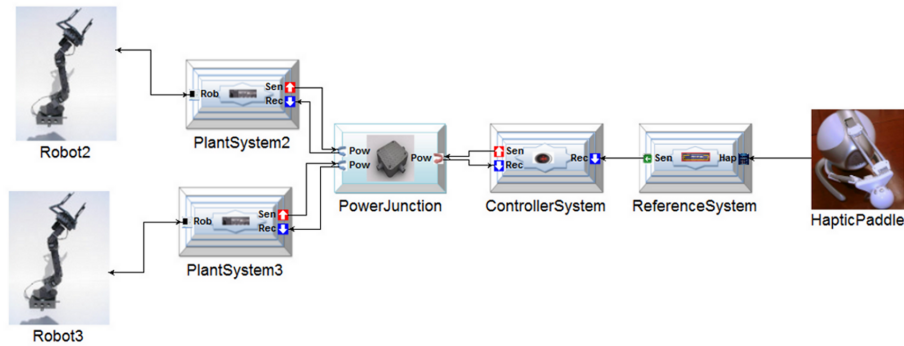 Robot2
Rob Sen
Rec
PlantSystem2
Pow
Pow
Pow
PowerJunction
Sen
Rec
Rec
ControllerSystem
Sen Hap
ReferenceSystem
HapticPaddle
Rob Sen
Rec
PlantSystem3
Robot3